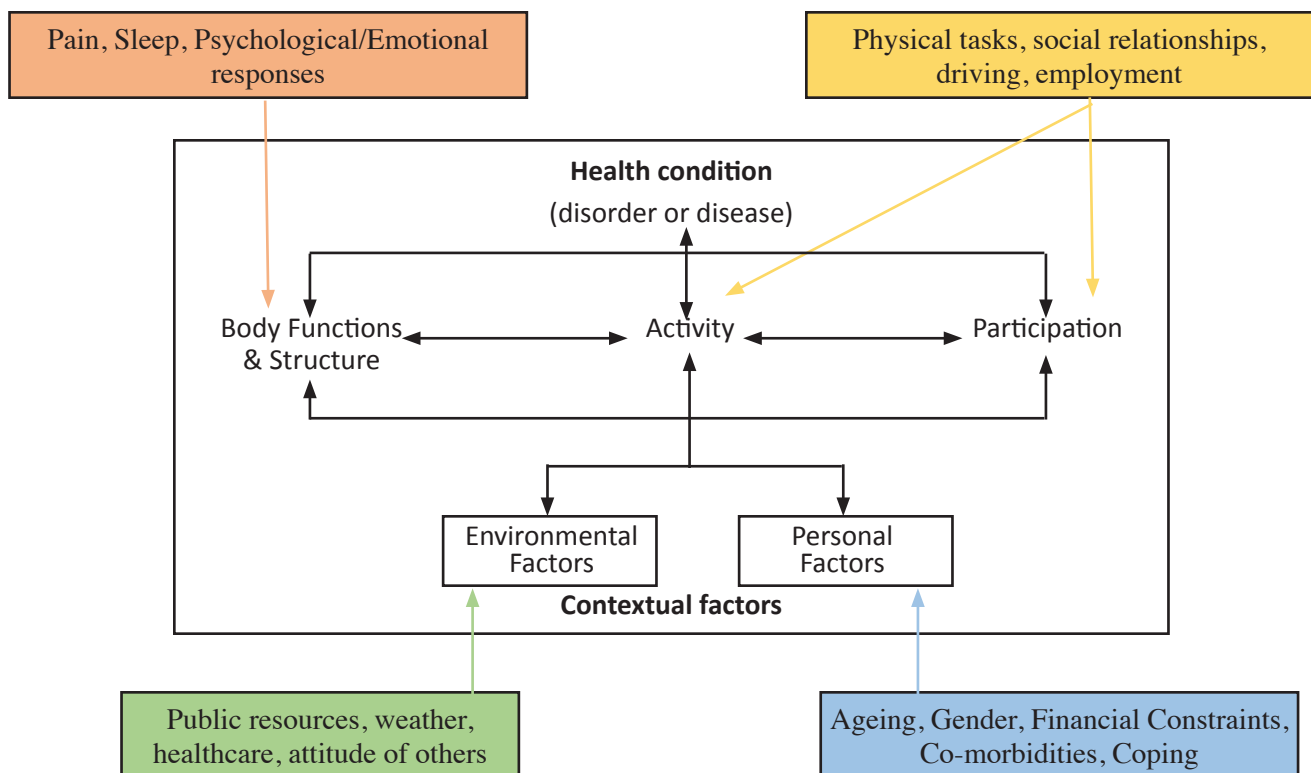 Pain, Sleep, Psychological/Emotional
responses
Physical tasks, social relationships,
driving, employment
Health condition
(disorder or disease)
Body Functions
& Structure
Activity
Participation
Environmental
Factors
Personal
Factors
Contextual factors
Public resources, weather,
healthcare, attitude of others
Ageing, Gender, Financial Constraints,
Co-morbidities, Coping